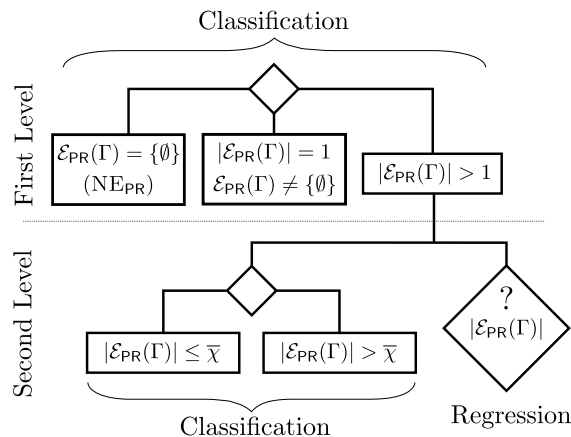 Classification
First Level
ℰ_PR(Γ) = {∅}
(NE_PR)
|ℰ_PR(Γ)| = 1
ℰ_PR(Γ) ≠ {∅}
|ℰ_PR(Γ)| > 1
Second Level
|ℰ_PR(Γ)| ≤ χ̅
|ℰ_PR(Γ)| > χ̅
?
|ℰ_PR(Γ)|
Classification
Regression